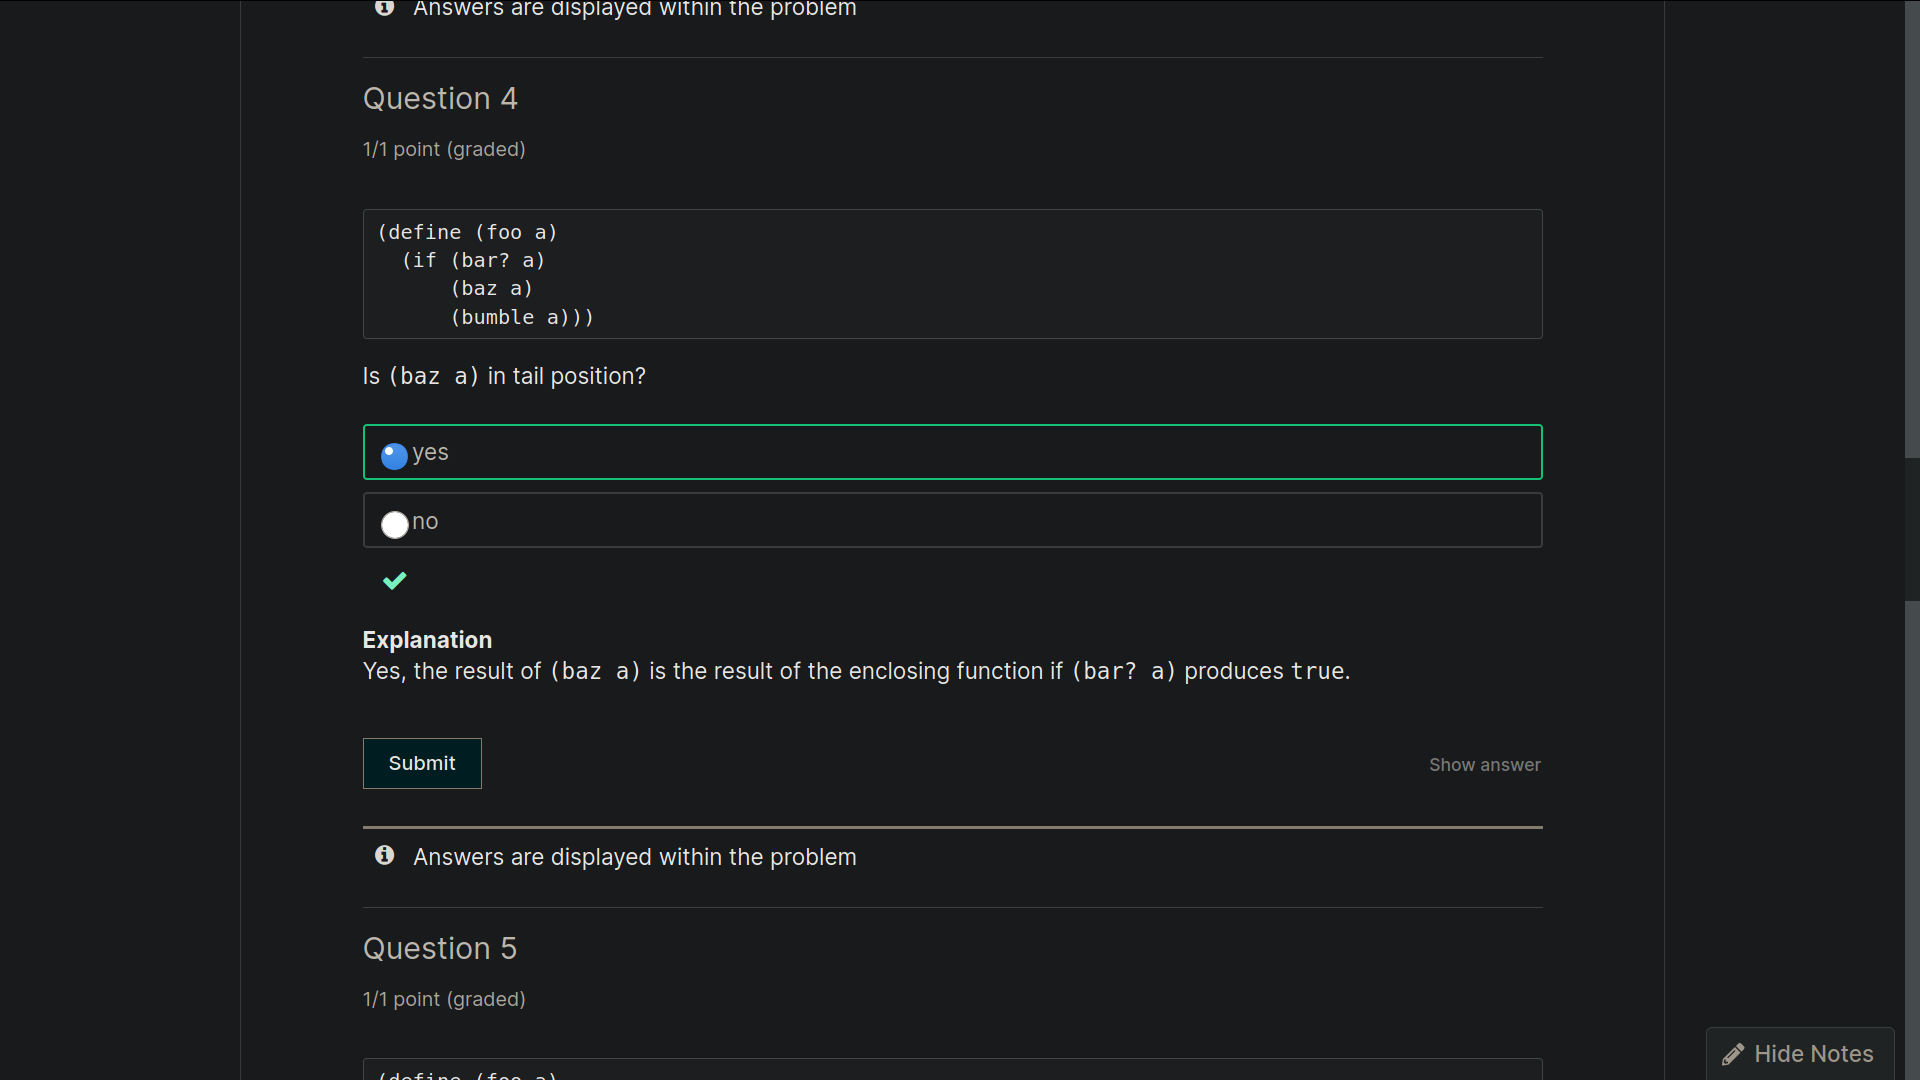 Answers are displayed within the problem
Question 4
1/1 point (graded)
(define (foo a)
  (if (bar? a)
      (baz a)
      (bumble a)))
Is (baz a) in tail position?
yes
no
Explanation
Yes, the result of (baz a) is the result of the enclosing function if (bar? a) produces true.
Submit
Show answer
Answers are displayed within the problem
Question 5
1/1 point (graded)
(define (foo a)
Hide Notes